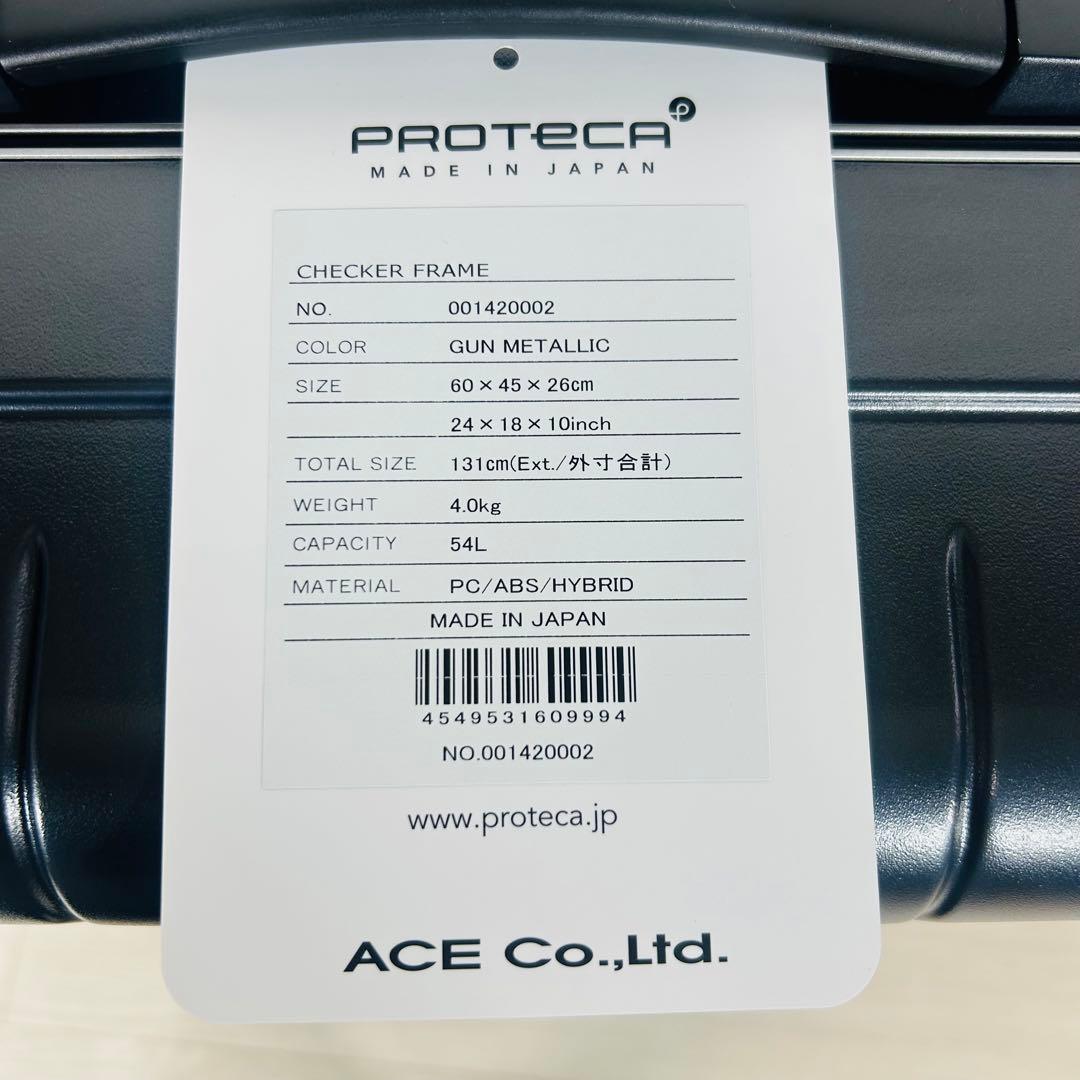 PROTECA
MADE IN JAPAN
CHECKER FRAME
NO. 001420002
COLOR GUN METALLIC
SIZE 60×45×26cm
24×18×10inch
TOTAL SIZE 131cm(Ext./外寸合計)
WEIGHT 4.0kg
CAPACITY 54L
MATERIAL PC/ABS/HYBRID
MADE IN JAPAN
4549531609994
NO.001420002
www.proteca.jp
ACE Co.,Ltd.